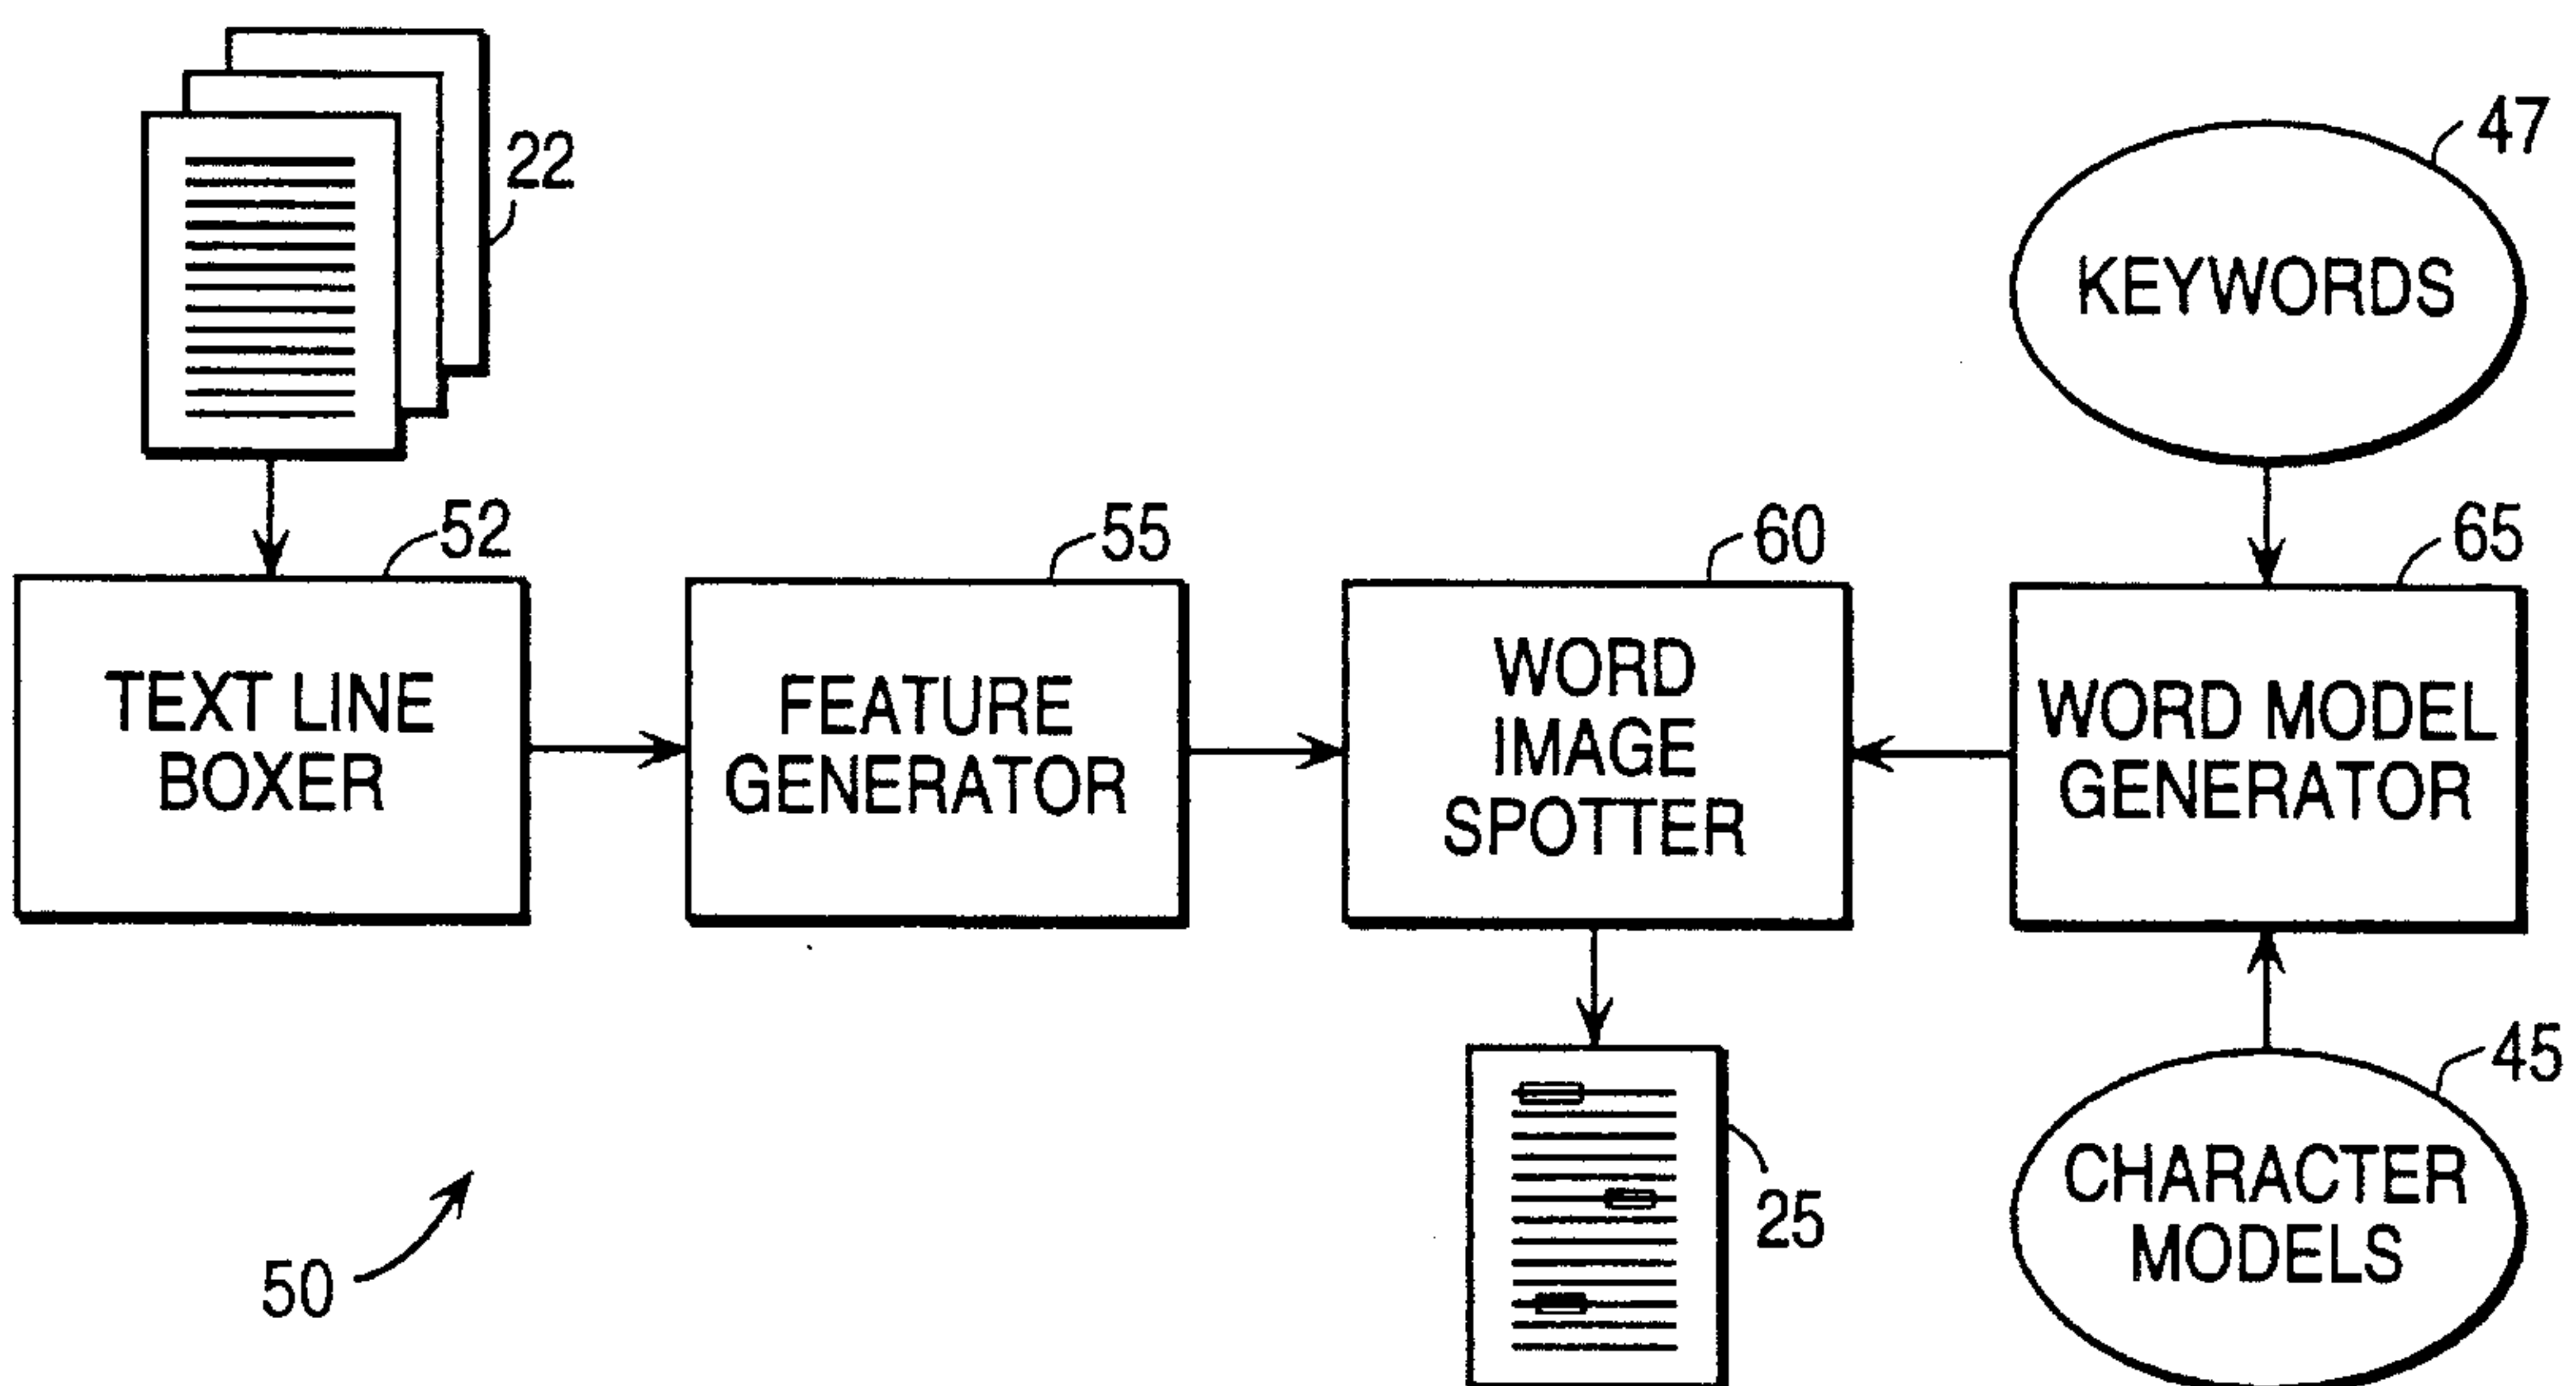 22
47
KEYWORDS
52
55
60
65
TEXT LINE
BOXER
FEATURE
GENERATOR
WORD
IMAGE
SPOTTER
WORD MODEL
GENERATOR
45
CHARACTER
MODELS
25
50